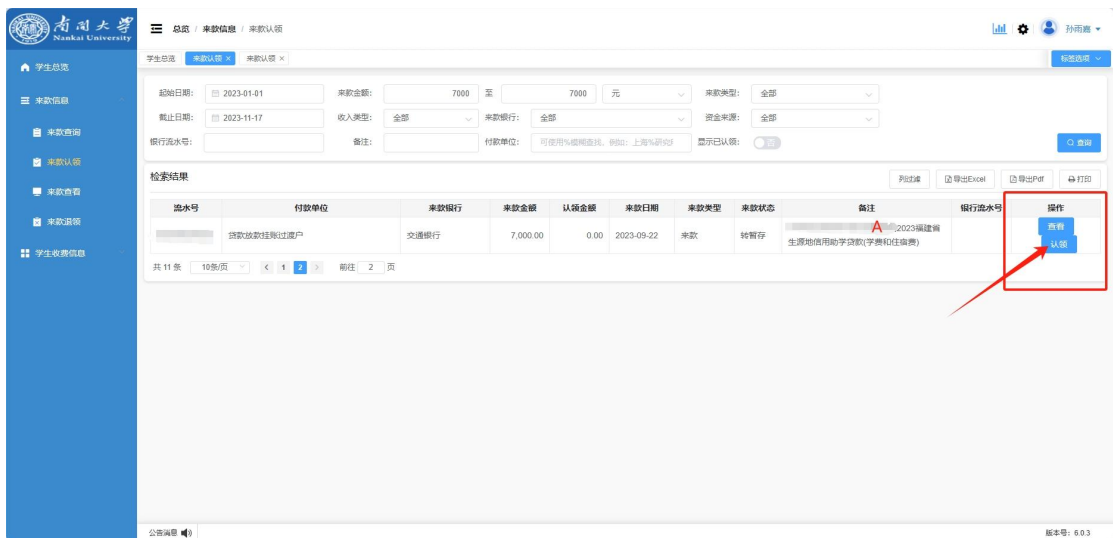 南开大学
Nankai University
总览 / 来款信息 / 来款认领
孙雨嘉
学生总览
来款信息
来款查询
来款认领
来款查看
来款退领
学生收费信息
学生总览 来款认领 × 来款认领 ×
标签选项
起始日期: 2023-01-01 来款金额: 7000 至 7000 元 来款类型: 全部
截止日期: 2023-11-17 收入类型: 全部 来款银行: 全部 资金来源: 全部
银行流水号: 备注: 付款单位: 可使用%模糊查找, 例如: 上海%研究 显示已认领: 否
查询
检索结果
列过滤 导出Excel 导出Pdf 打印
流水号 付款单位 来款银行 来款金额 认领金额 来款日期 来款类型 来款状态 备注 银行流水号 操作
贷款放款挂账过渡户 交通银行 7,000.00 0.00 2023-09-22 来款 转暂存 A 2023福建省
生源地信用助学贷款(学费和住宿费)
查看
认领
共 11 条 10条/页 < 1 2 > 前往 2 页
公告消息
版本号: 6.0.3